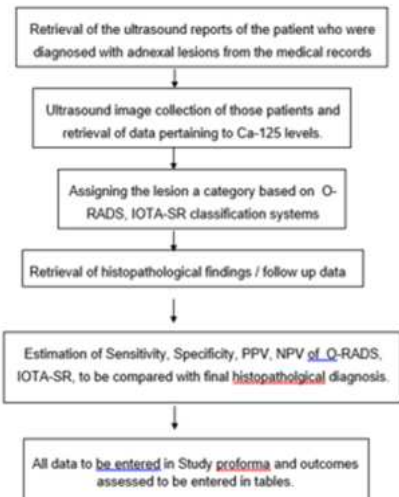 Retrieval of the ultrasound reports of the patient who were
diagnosed with adnexal lesions from the medical records
Ultrasound image collection of those patients and
retrieval of data pertaining to Ca-125 levels.
Assigning the lesion a category based on O-
RADS, IOTA-SR classification systems
Retrieval of histopathological findings / follow up data
Estimation of Sensitivity, Specificity, PPV, NPV of O-RADS,
IOTA-SR, to be compared with final histopatholgical diagnosis.
All data to be entered in Study proforma and outcomes
assessed to be entered in tables.